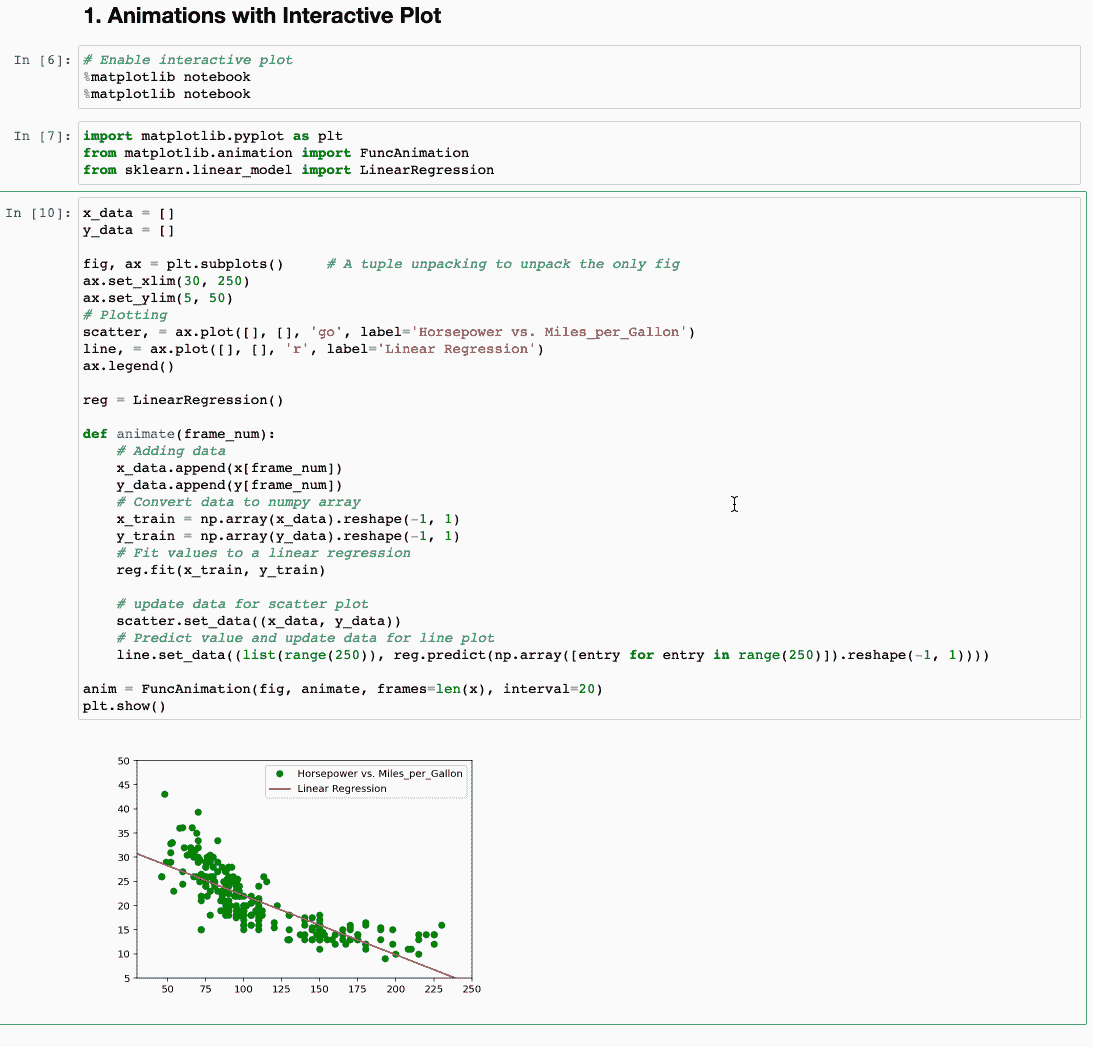 1. Animations with Interactive Plot
In [6]:
# Enable interactive plot
%matplotlib notebook
%matplotlib notebook
In [7]:
import matplotlib.pyplot as plt
from matplotlib.animation import FuncAnimation
from sklearn.linear_model import LinearRegression
In [10]:
x_data = []
y_data = []
fig, ax = plt.subplots()     # A tuple unpacking to unpack the only fig
ax.set_xlim(30, 250)
ax.set_ylim(5, 50)
# Plotting
scatter, = ax.plot([], [], 'go', label='Horsepower vs. Miles_per_Gallon')
line, = ax.plot([], [], 'r', label='Linear Regression')
ax.legend()
reg = LinearRegression()
def animate(frame_num):
    # Adding data
    x_data.append(x[frame_num])
    y_data.append(y[frame_num])
    # Convert data to numpy array
    x_train = np.array(x_data).reshape(-1, 1)
    y_train = np.array(y_data).reshape(-1, 1)
    # Fit values to a linear regression
    reg.fit(x_train, y_train)
    # update data for scatter plot
    scatter.set_data((x_data, y_data))
    # Predict value and update data for line plot
    line.set_data((list(range(250)), reg.predict(np.array([entry for entry in range(250)]).reshape(-1, 1))))
anim = FuncAnimation(fig, animate, frames=len(x), interval=20)
plt.show()
Horsepower vs. Miles_per_Gallon
Linear Regression
50
45
40
35
30
25
20
15
10
5
50 75 100 125 150 175 200 225 250